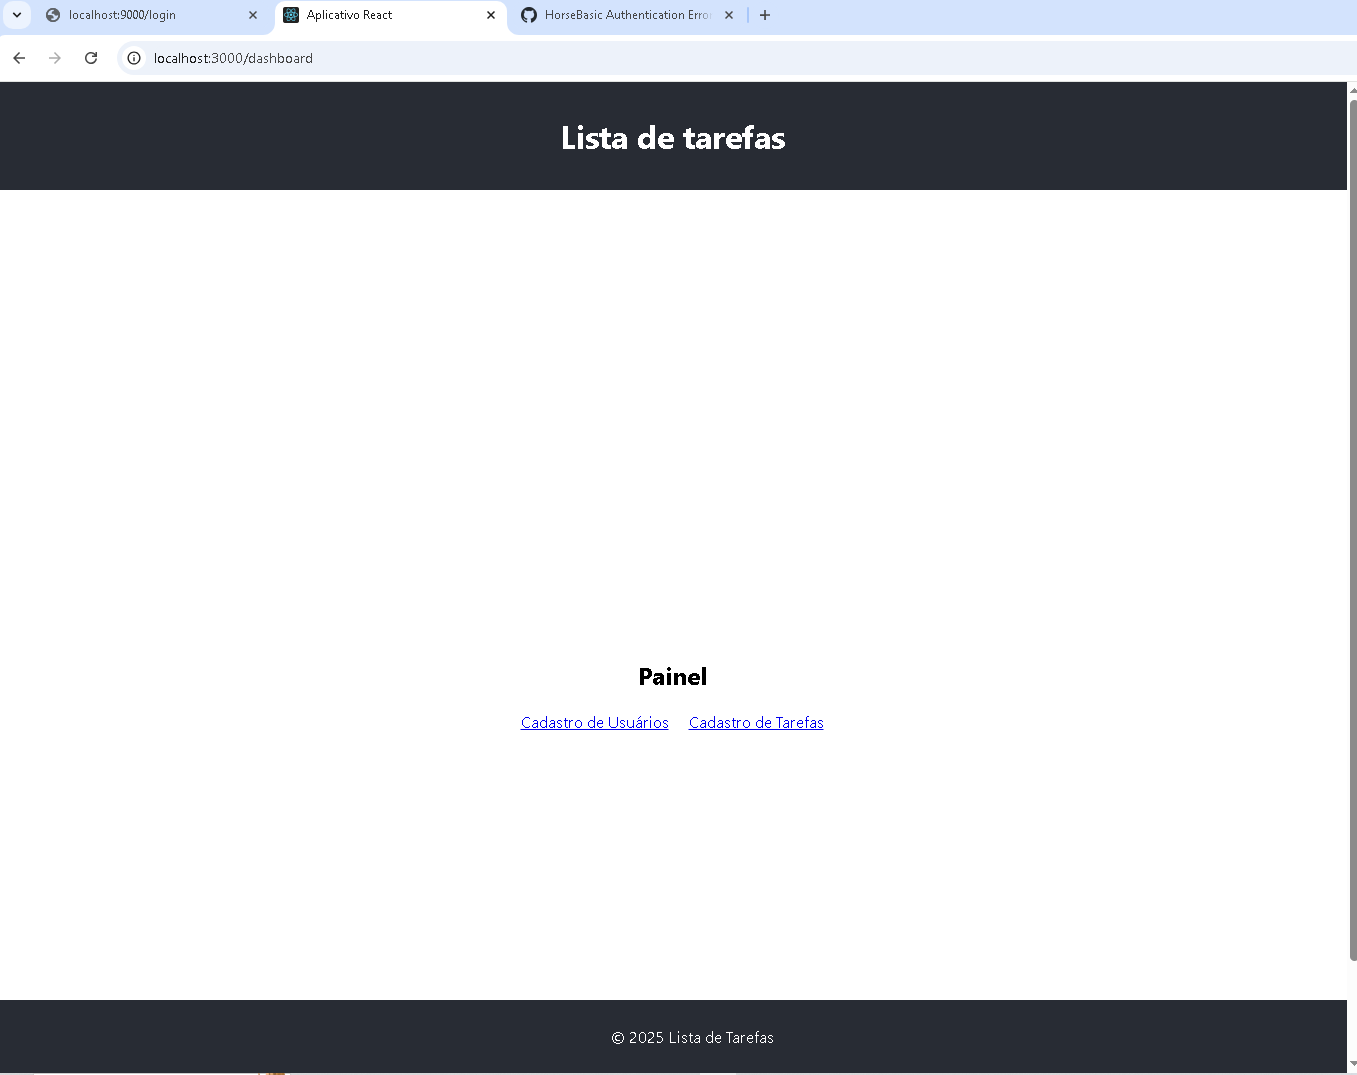 localhost:9000/login
Aplicativo React
HorseBasic Authentication Erro
localhost:3000/dashboard
Lista de tarefas
Painel
Cadastro de Usuários Cadastro de Tarefas
© 2025 Lista de Tarefas